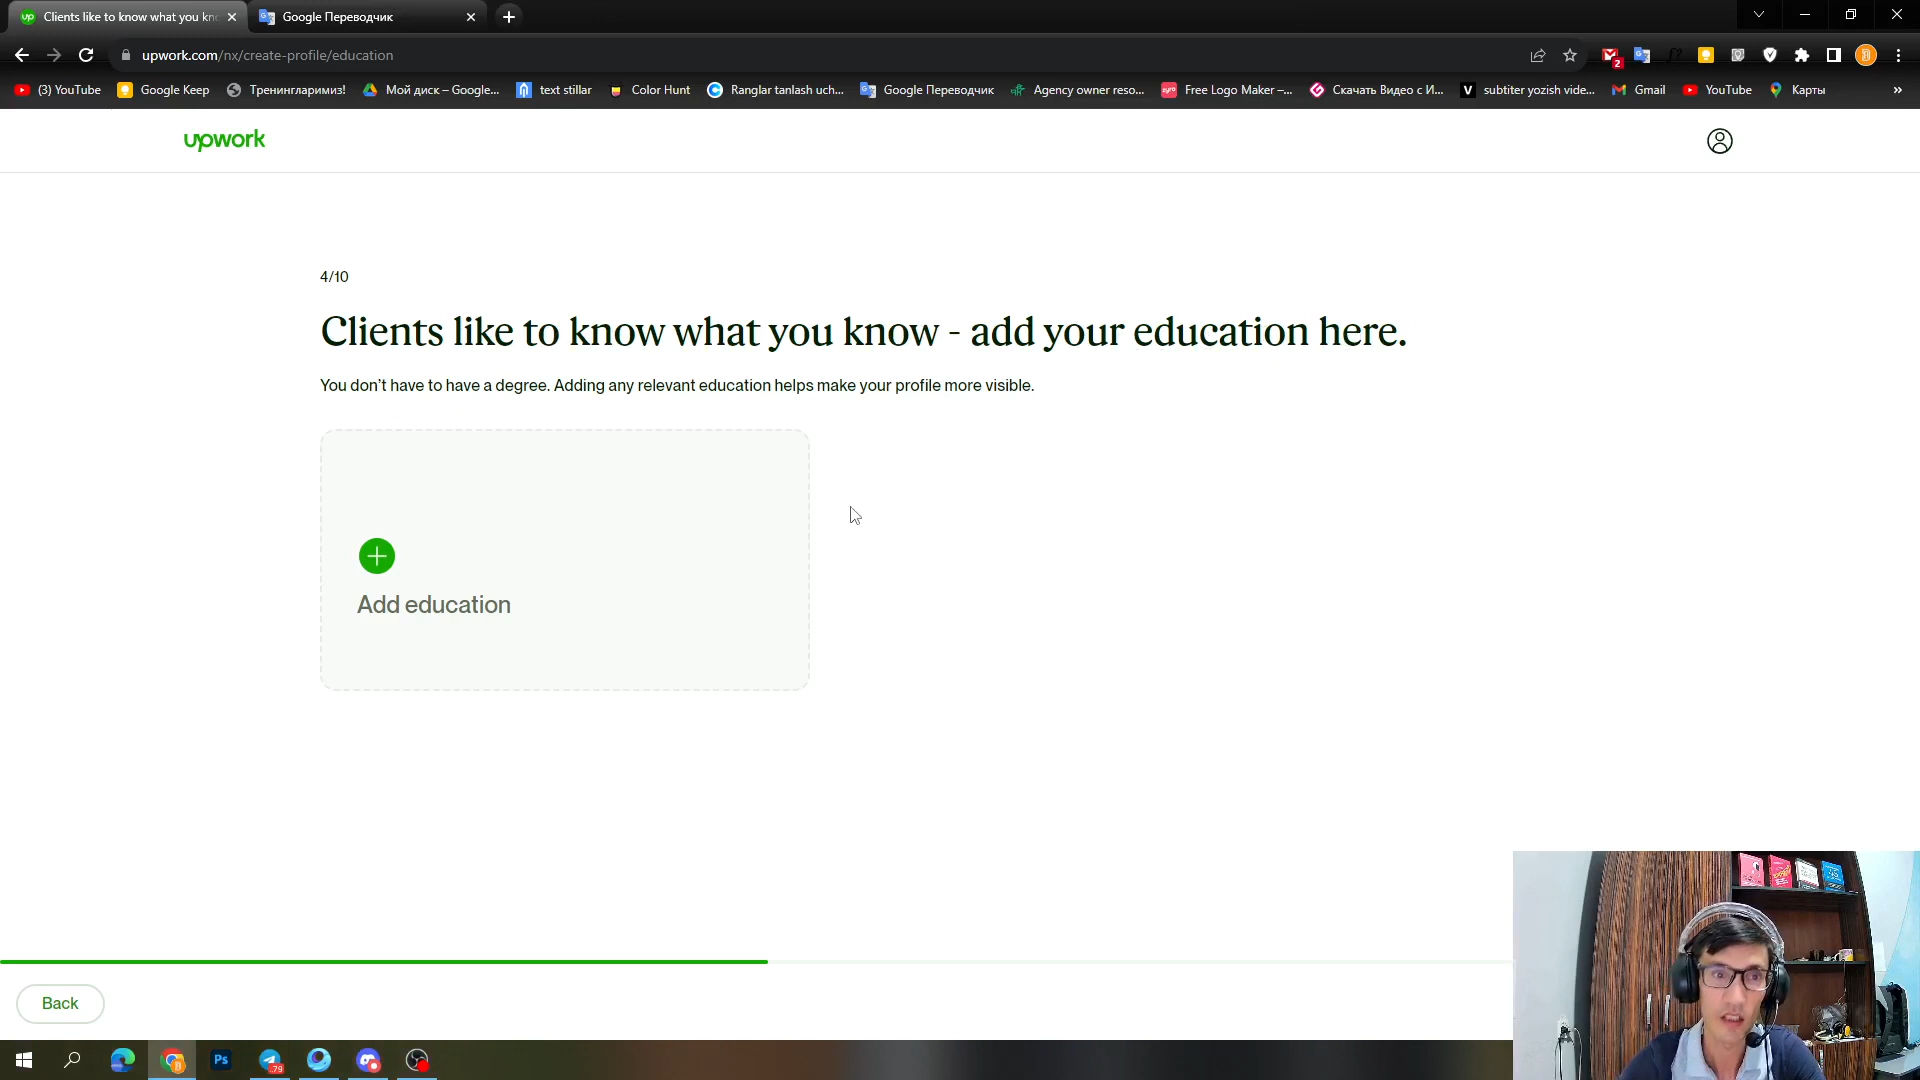 Clients like to know what you kn
Google Переводчик
upwork.com/nx/create-profile/education
2
(3) YouTube
Google Keep
Тренингларимиз!
Мой диск – Google...
text stillar
Color Hunt
Ranglar tanlash uch...
Google Переводчик
Agency owner reso...
Free Logo Maker –...
Скачать Видео с И...
subtiter yozish vide...
Gmail
YouTube
Карты
»
upwork
4/10
Clients like to know what you know - add your education here.
You don't have to have a degree. Adding any relevant education helps make your profile more visible.
Add education
Back
Ps
79